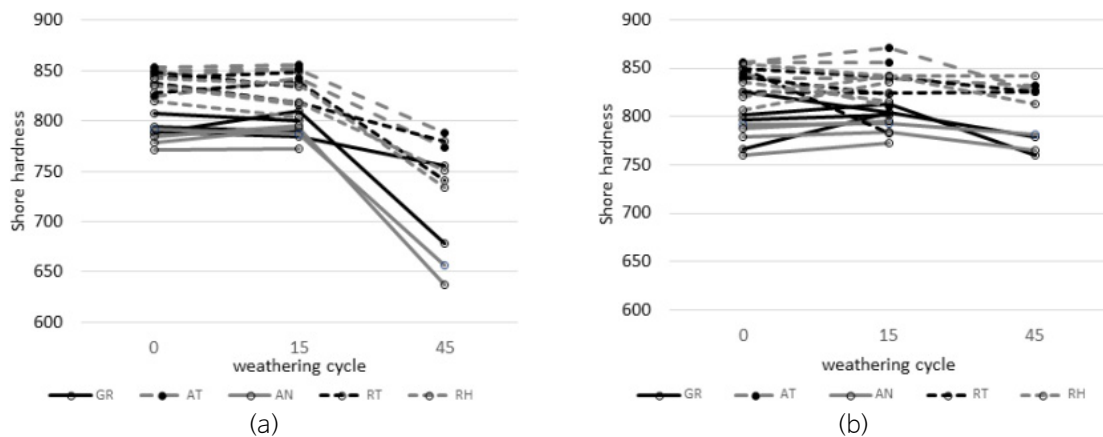 900
850
800
750
700
650
600
Shore hardness
0 15 45
weathering cycle
GR AT AN RT RH
(a)
900
850
800
750
700
650
600
Shore hardness
0 15 45
weathering cycle
GR AT AN RT RH
(b)